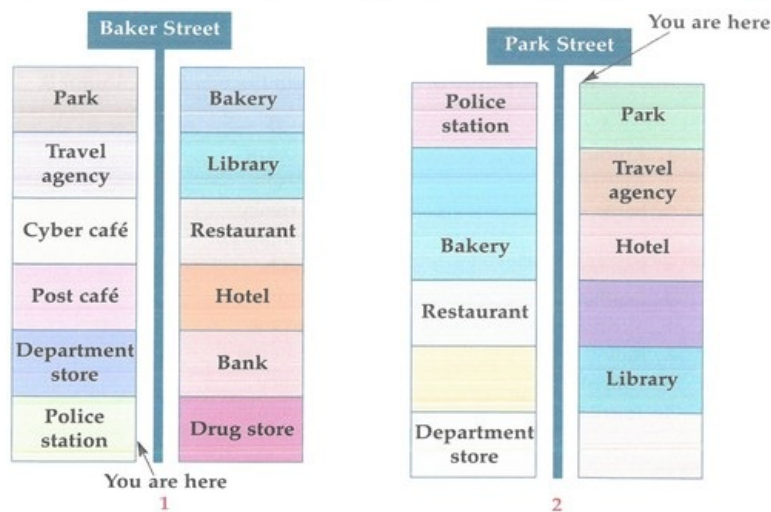 Baker Street
Park
Bakery
Travel
agency
Library
Cyber café
Restaurant
Post café
Hotel
Department
store
Bank
Police
station
Drug store
You are here
1
You are here
Park Street
Police
station
Park
Travel
agency
Bakery
Hotel
Restaurant
Library
Department
store
2